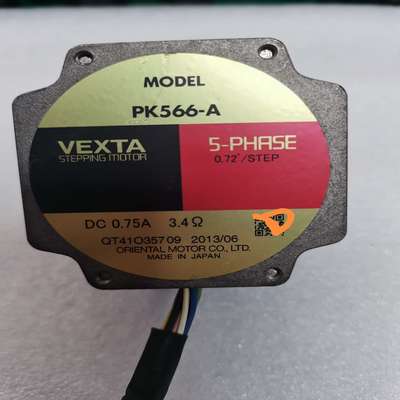 MODEL
PK566-A
VEXTA 5-PHASE
STEPPING MOTOR 0.72°/STEP
DC 0.75A 3.4Ω
QT41O35709 2013/06
ORIENTAL MOTOR CO., LTD.
MADE IN JAPAN